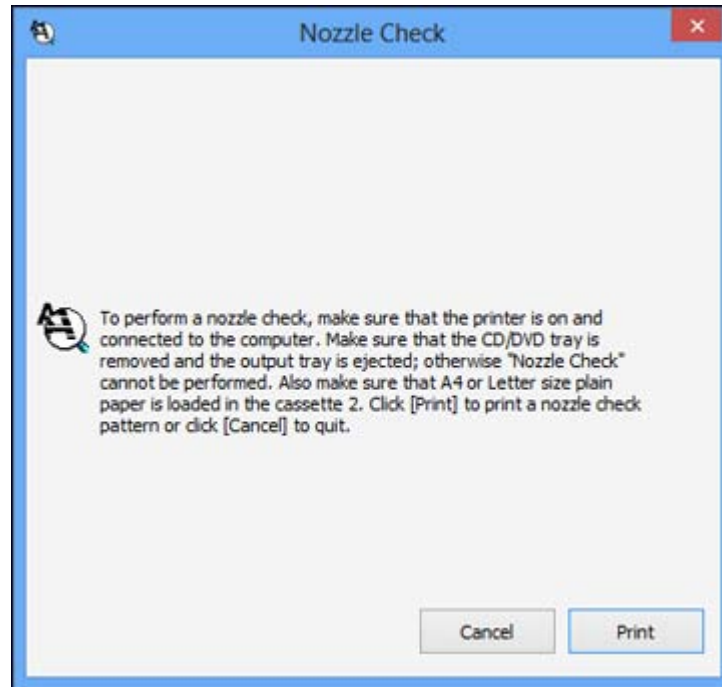 Nozzle Check
To perform a nozzle check, make sure that the printer is on and
connected to the computer. Make sure that the CD/DVD tray is
removed and the output tray is ejected; otherwise "Nozzle Check"
cannot be performed. Also make sure that A4 or Letter size plain
paper is loaded in the cassette 2. Click [Print] to print a nozzle check
pattern or click [Cancel] to quit.
Cancel
Print